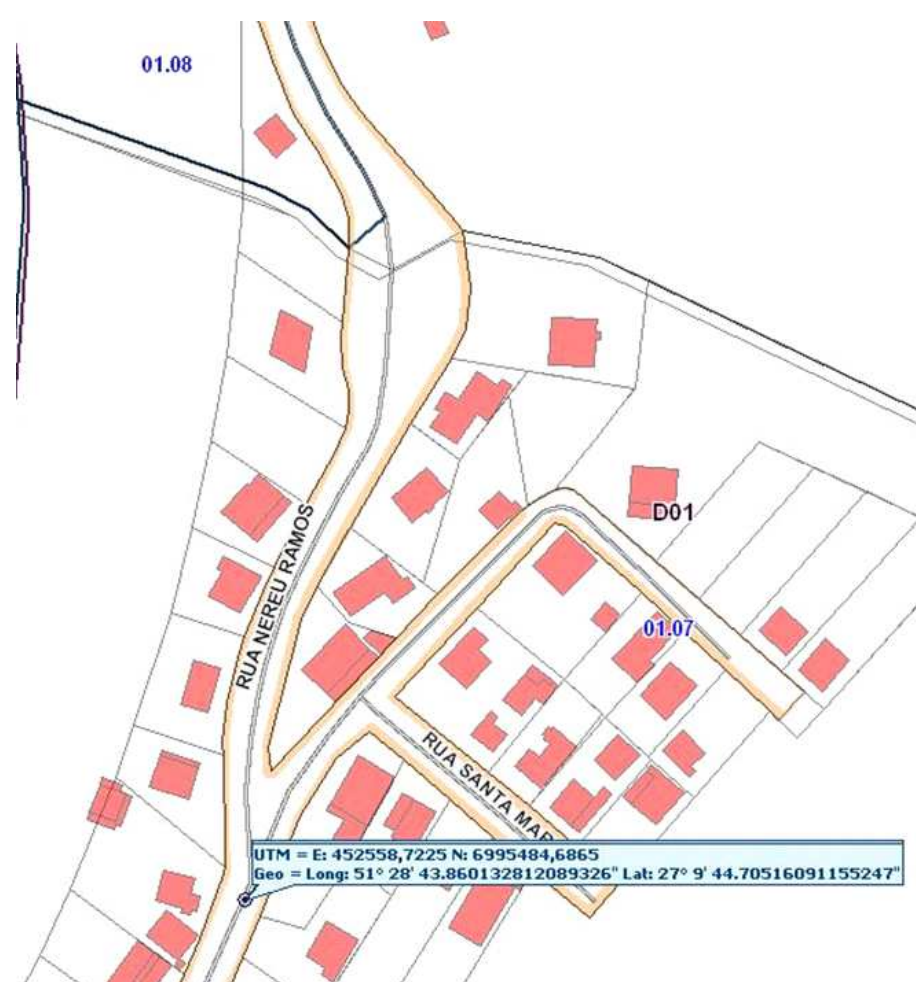 01.08
D01
RUA NEREU RAMOS
01.07
RUA SANTA MAR
UTM = E: 452558,7225 N: 6995484,6865
Geo = Long: 51° 28' 43.860132812089326" Lat: 27° 9' 44.70516091155247"